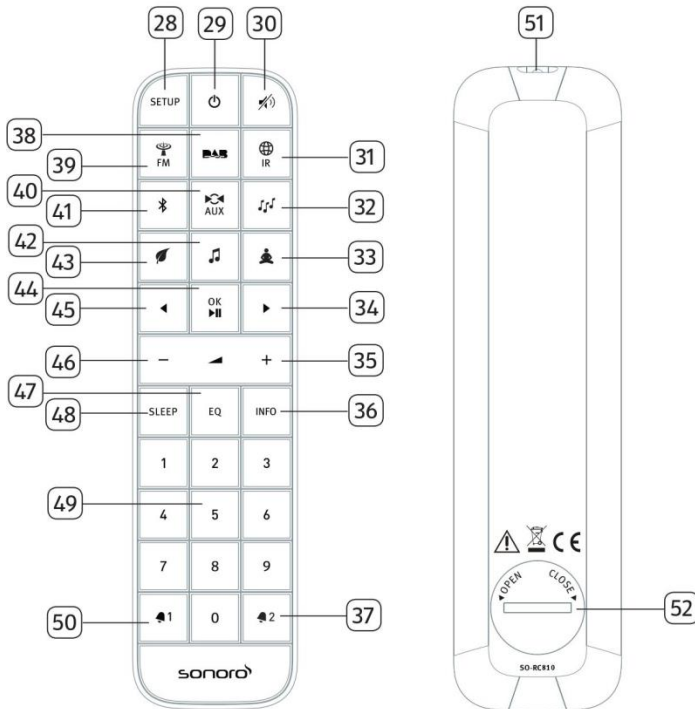 28 29 30 51
SETUP
38
39 FM DAB IR 31
40
41 AUX 32
42
43 33
44
45 OK 34
46 − + 35
47
48 SLEEP EQ INFO 36
1 2 3
49 4 5 6
7 8 9
50 1 0 2 37
sonoro
CE
OPEN CLOSE
52
SO-RC810